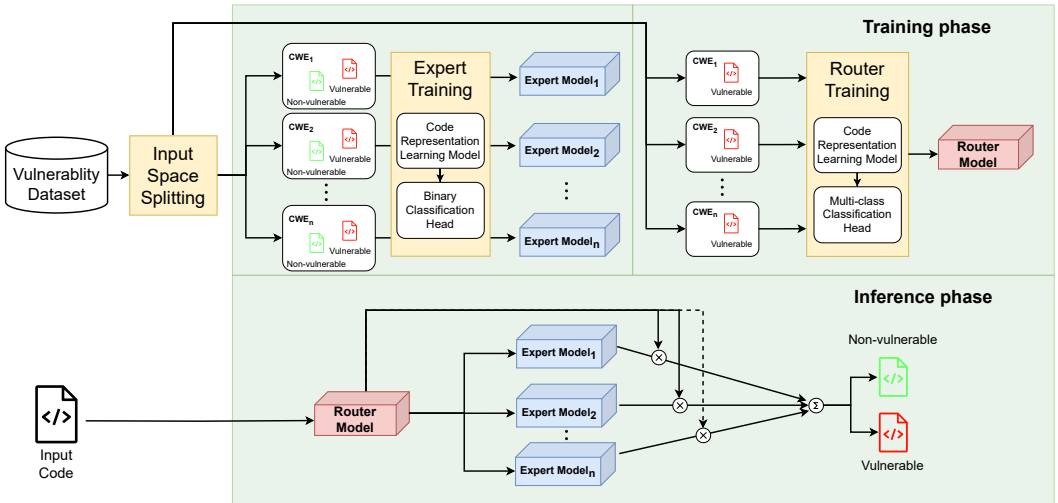 Training phase
Vulnerablity
Dataset
Input
Space
Splitting
CWE1
</>
Vulnerable
</>
Non-vulnerable
CWE2
</>
Vulnerable
</>
Non-vulnerable
CWEn
</>
Vulnerable
</>
Non-vulnerable
Expert
Training
Code
Representation
Learning Model
Binary
Classification
Head
Expert Model1
Expert Model2
Expert Modeln
CWE1
</>
Vulnerable
CWE2
</>
Vulnerable
CWEn
</>
Vulnerable
Router
Training
Code
Representation
Learning Model
Multi-class
Classification
Head
Router
Model
Inference phase
</>
Input
Code
Router
Model
Expert Model1
Expert Model2
Expert Modeln
×
×
×
Σ
Non-vulnerable
</>
</>
Vulnerable